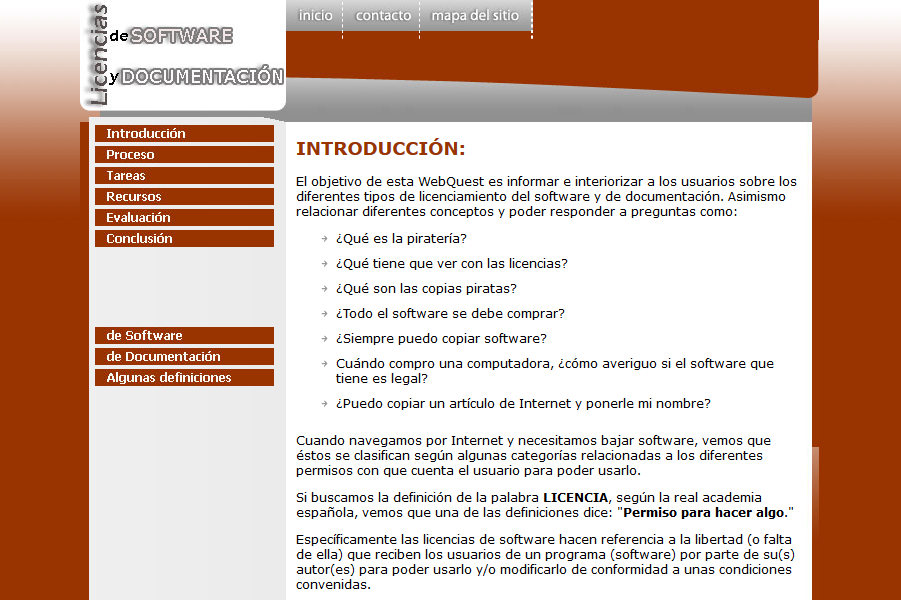 Licencias
de SOFTWARE
y DOCUMENTACIÓN
inicio
contacto
mapa del sitio
Introducción
Proceso
Tareas
Recursos
Evaluación
Conclusión
de Software
de Documentación
Algunas definiciones
INTRODUCCIÓN:
El objetivo de esta WebQuest es informar e interiorizar a los usuarios sobre los
diferentes tipos de licenciamiento del software y de documentación. Asimismo
relacionar diferentes conceptos y poder responder a preguntas como:
¿Qué es la piratería?
¿Qué tiene que ver con las licencias?
¿Qué son las copias piratas?
¿Todo el software se debe comprar?
¿Siempre puedo copiar software?
Cuándo compro una computadora, ¿cómo averiguo si el software que
tiene es legal?
¿Puedo copiar un artículo de Internet y ponerle mi nombre?
Cuando navegamos por Internet y necesitamos bajar software, vemos que
éstos se clasifican según algunas categorías relacionadas a los diferentes
permisos con que cuenta el usuario para poder usarlo.
Si buscamos la definición de la palabra LICENCIA, según la real academia
española, vemos que una de las definiciones dice: "Permiso para hacer algo."
Específicamente las licencias de software hacen referencia a la libertad (o falta
de ella) que reciben los usuarios de un programa (software) por parte de su(s)
autor(es) para poder usarlo y/o modificarlo de conformidad a unas condiciones
convenidas.